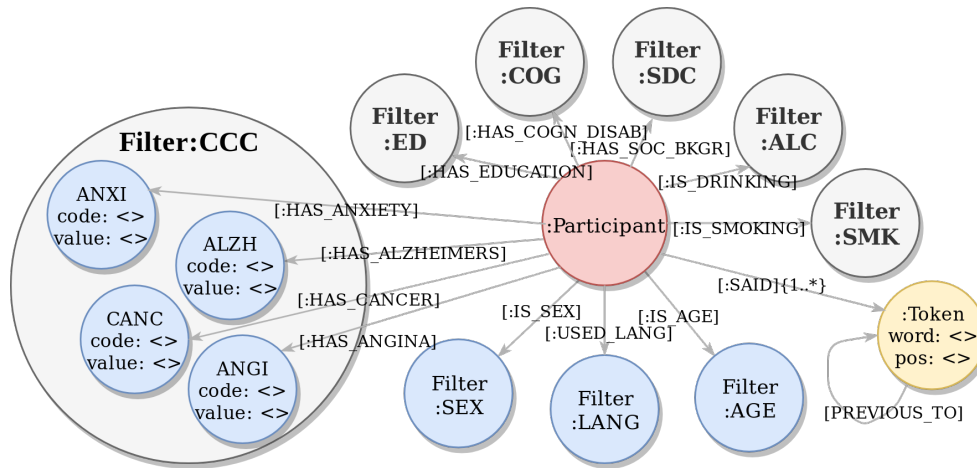 Filter
:COG
Filter
:SDC
Filter
:ED
Filter
:ALC
[:HAS_COGN_DISAB]
[:HAS_SOC_BKGR]
[:HAS_EDUCATION]
[:IS_DRINKING]
Filter:CCC
ANXI
code: <>
value: <>
[:HAS_ANXIETY]
:Participant
[:IS_SMOKING]
Filter
:SMK
ALZH
code: <>
value: <>
[:HAS_ALZHEIMERS]
[:SAID]{1..*}
CANC
code: <>
value: <>
[:HAS_CANCER]
[:IS_SEX]
[:IS_AGE]
[:USED_LANG]
[:HAS_ANGINA]
:Token
word: <>
pos: <>
ANGI
code: <>
value: <>
Filter
:SEX
Filter
:LANG
Filter
:AGE
[PREVIOUS_TO]